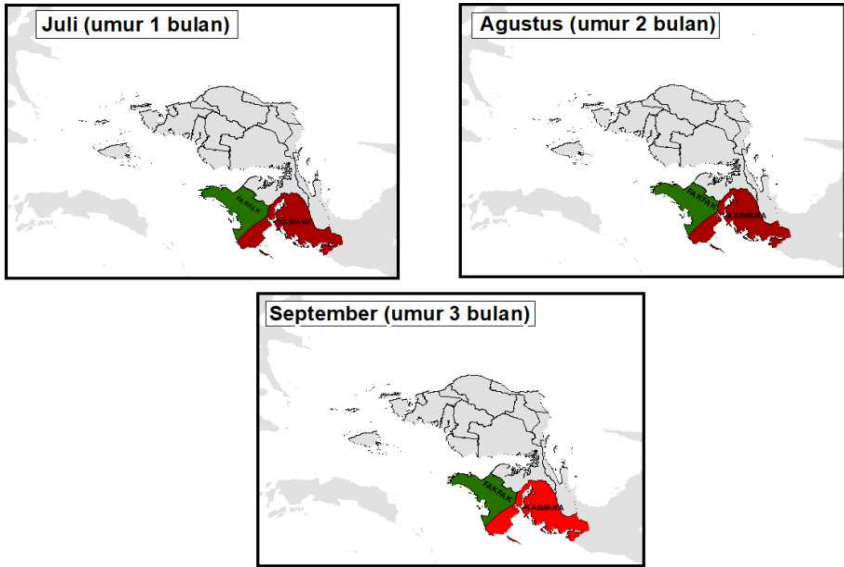 Juli (umur 1 bulan)
FAKFAK
KAIMANA
Agustus (umur 2 bulan)
FAKFAK
KAIMANA
September (umur 3 bulan)
FAKFAK
KAIMANA